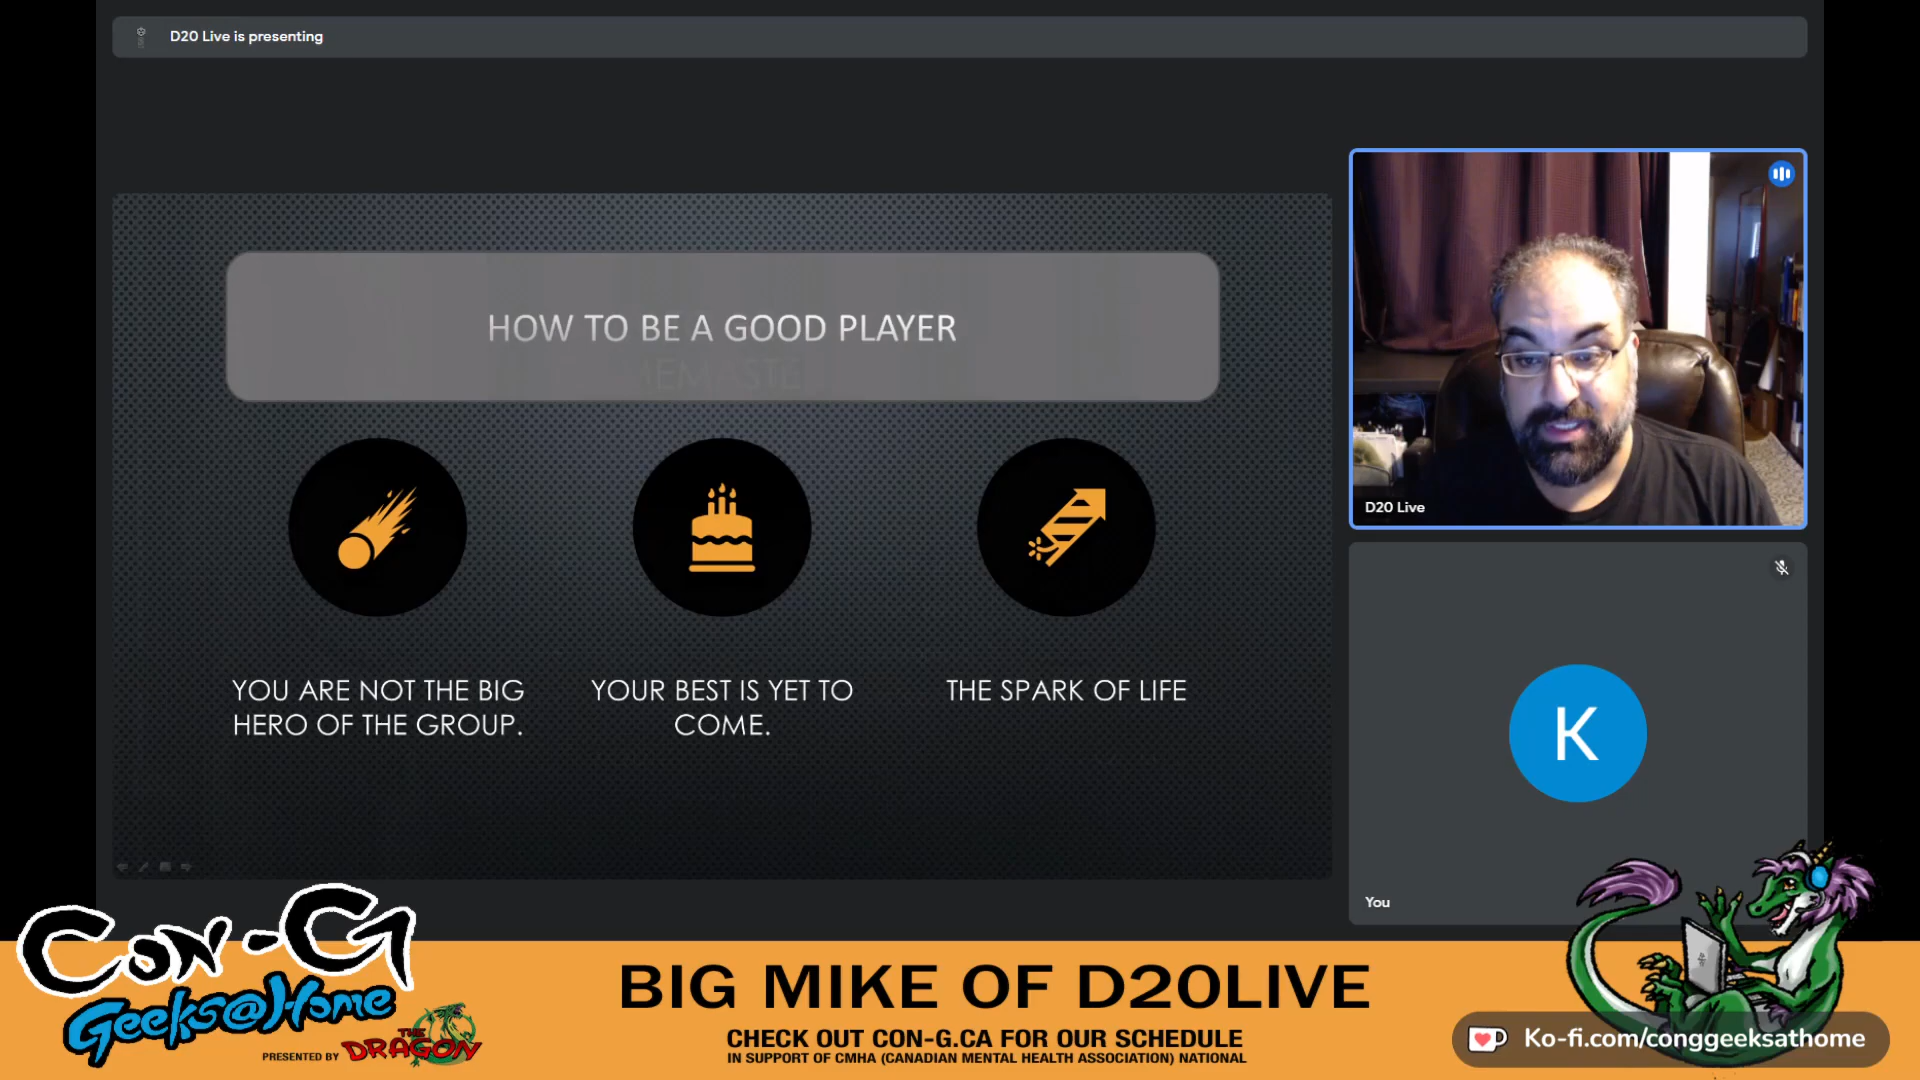 D20 Live is presenting
HOW TO BE A GOOD PLAYER
YOU ARE NOT THE BIG
HERO OF THE GROUP.
YOUR BEST IS YET TO
COME.
THE SPARK OF LIFE
D20 Live
K
You
CON-G
Geeks@Home
PRESENTED BY THE DRAGON
BIG MIKE OF D20LIVE
CHECK OUT CON-G.CA FOR OUR SCHEDULE
IN SUPPORT OF CMHA (CANADIAN MENTAL HEALTH ASSOCIATION) NATIONAL
Ko-fi.com/conggeeksathome